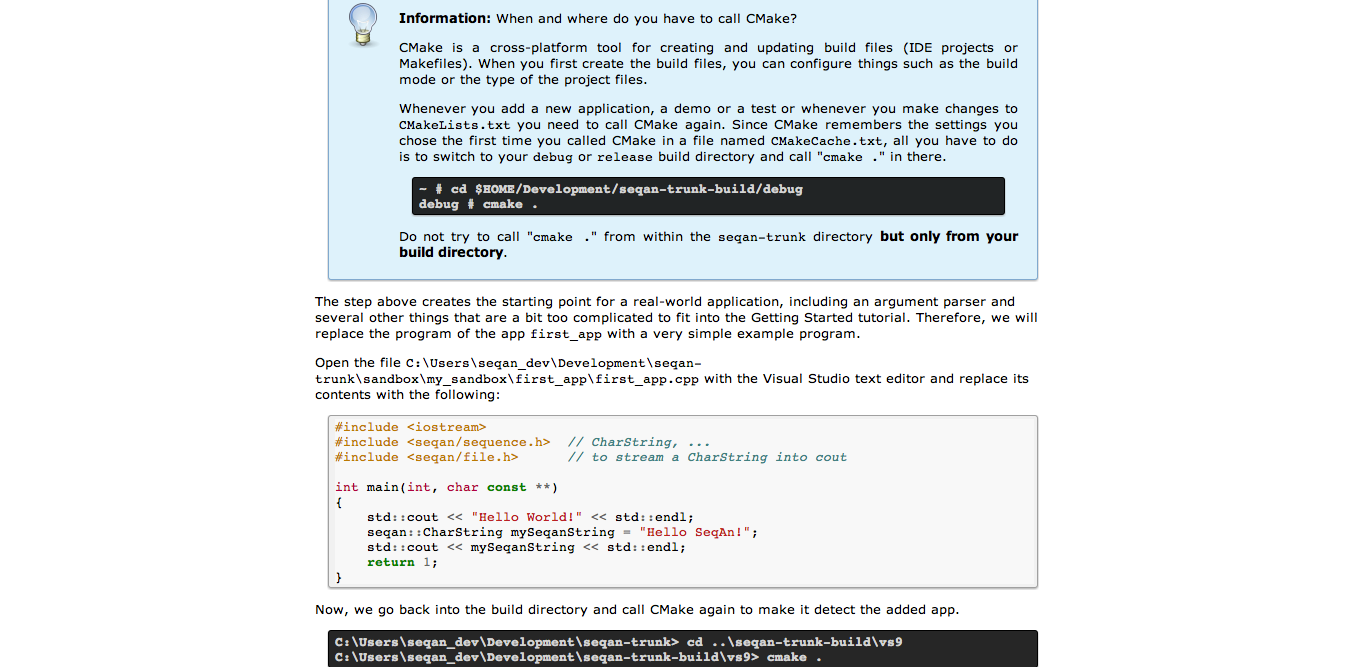 Information: When and where do you have to call CMake?
CMake is a cross-platform tool for creating and updating build files (IDE projects or
Makefiles). When you first create the build files, you can configure things such as the build
mode or the type of the project files.
Whenever you add a new application, a demo or a test or whenever you make changes to
CMakeLists.txt you need to call CMake again. Since CMake remembers the settings you
chose the first time you called CMake in a file named CMakeCache.txt, all you have to do
is to switch to your debug or release build directory and call "cmake ." in there.
~ # cd $HOME/Development/seqan-trunk-build/debug
debug # cmake .
Do not try to call "cmake ." from within the seqan-trunk directory but only from your
build directory.
The step above creates the starting point for a real-world application, including an argument parser and
several other things that are a bit too complicated to fit into the Getting Started tutorial. Therefore, we will
replace the program of the app first_app with a very simple example program.
Open the file C:\Users\seqan_dev\Development\seqan-
trunk\sandbox\my_sandbox\first_app\first_app.cpp with the Visual Studio text editor and replace its
contents with the following:
#include <iostream>
#include <seqan/sequence.h>  // CharString, ...
#include <seqan/file.h>      // to stream a CharString into cout
int main(int, char const **)
{
    std::cout << "Hello World!" << std::endl;
    seqan::CharString mySeqanString = "Hello SeqAn!";
    std::cout << mySeqanString << std::endl;
    return 1;
}
Now, we go back into the build directory and call CMake again to make it detect the added app.
C:\Users\seqan_dev\Development\seqan-trunk> cd ..\seqan-trunk-build\vs9
C:\Users\seqan_dev\Development\seqan-trunk-build\vs9> cmake .